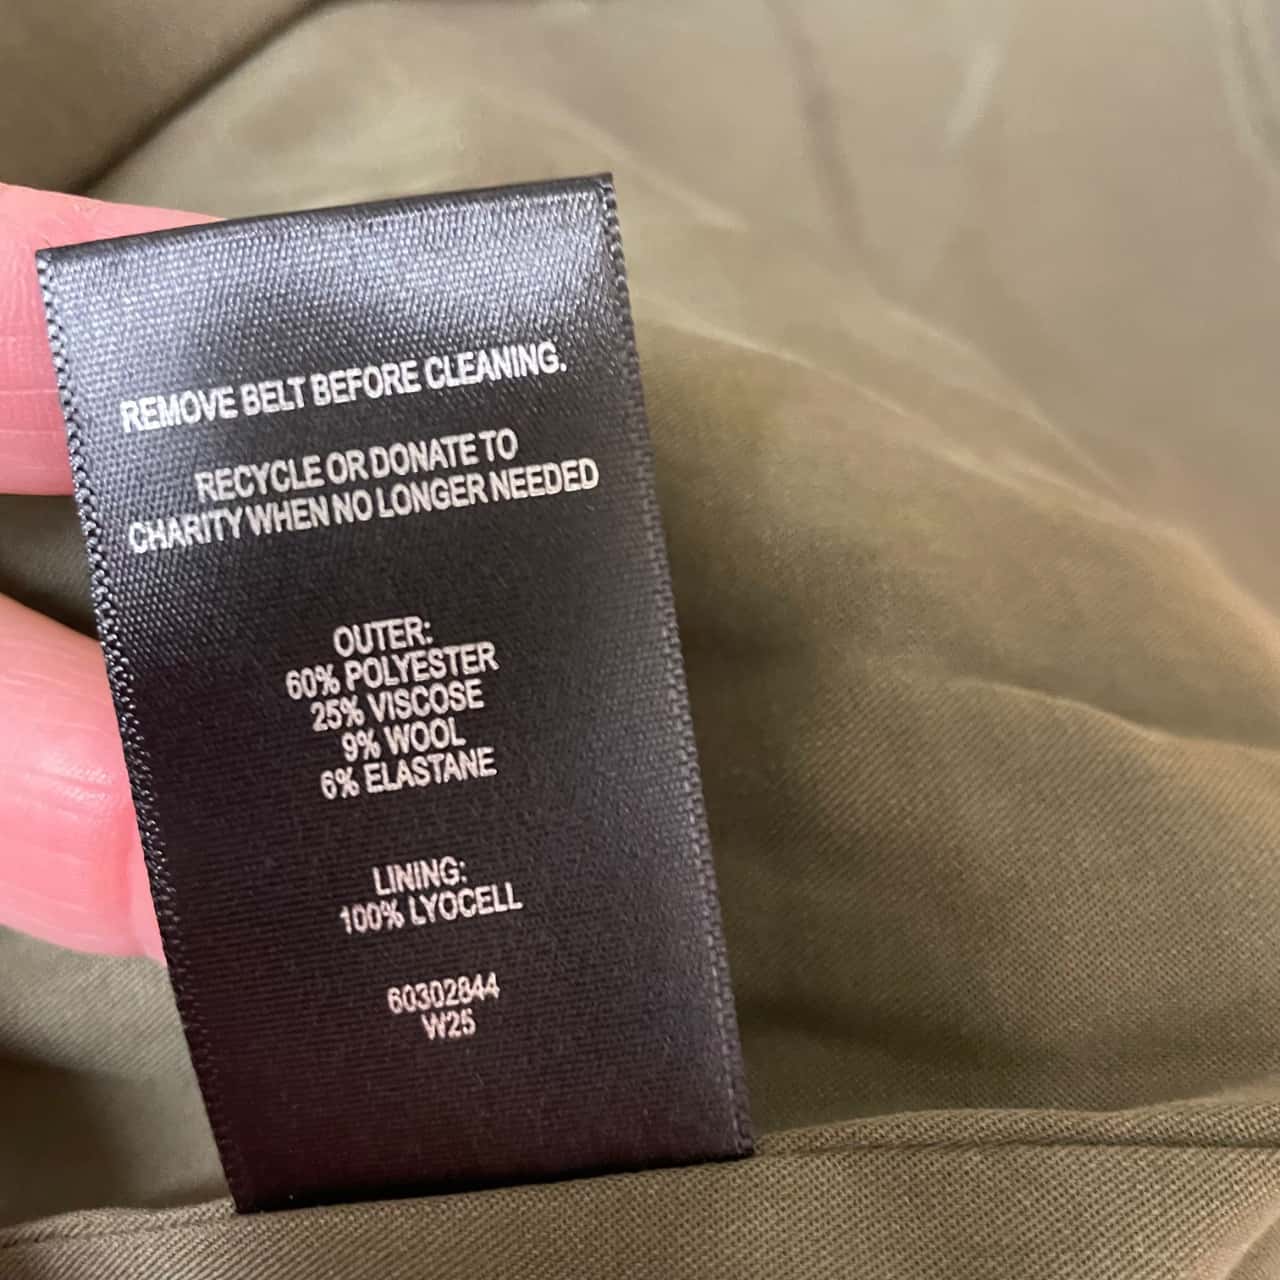 REMOVE BELT BEFORE CLEANING.
RECYCLE OR DONATE TO
CHARITY WHEN NO LONGER NEEDED
OUTER:
60% POLYESTER
25% VISCOSE
9% WOOL
6% ELASTANE
LINING:
100% LYOCELL
60302844
W25